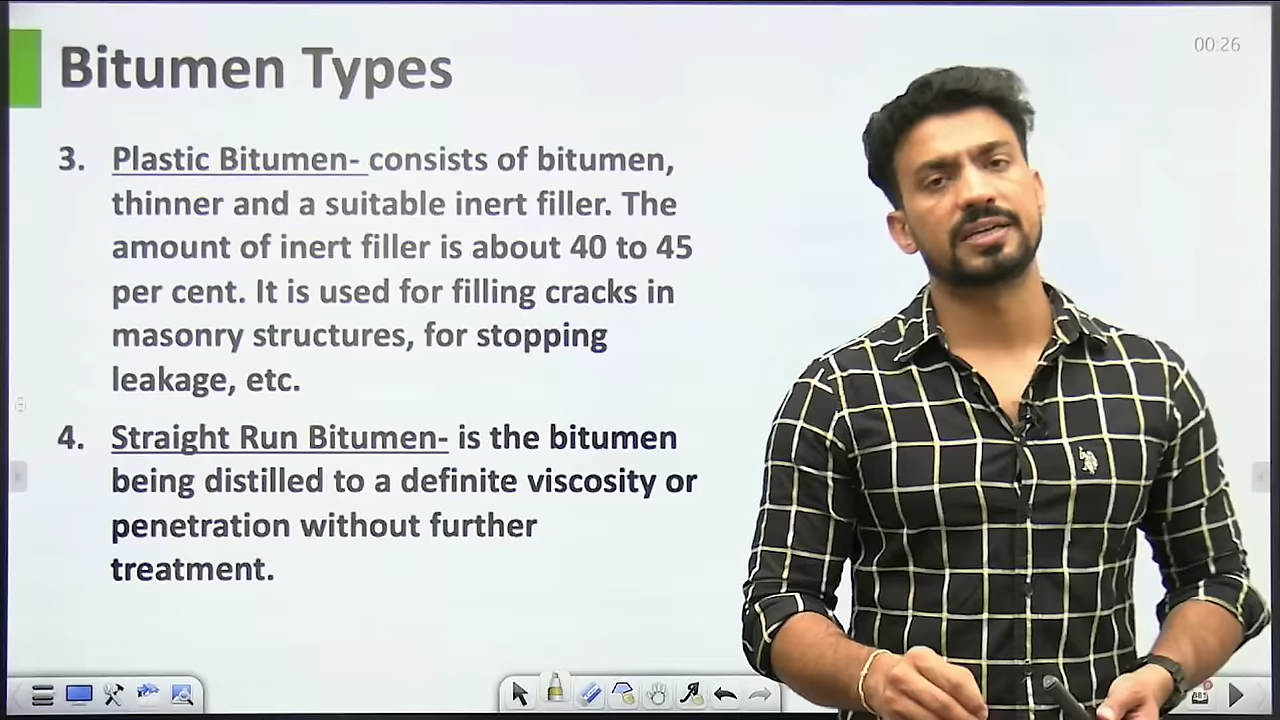 Bitumen Types
00:26
3. Plastic Bitumen- consists of bitumen,
thinner and a suitable inert filler. The
amount of inert filler is about 40 to 45
per cent. It is used for filling cracks in
masonry structures, for stopping
leakage, etc.
4. Straight Run Bitumen- is the bitumen
being distilled to a definite viscosity or
penetration without further
treatment.